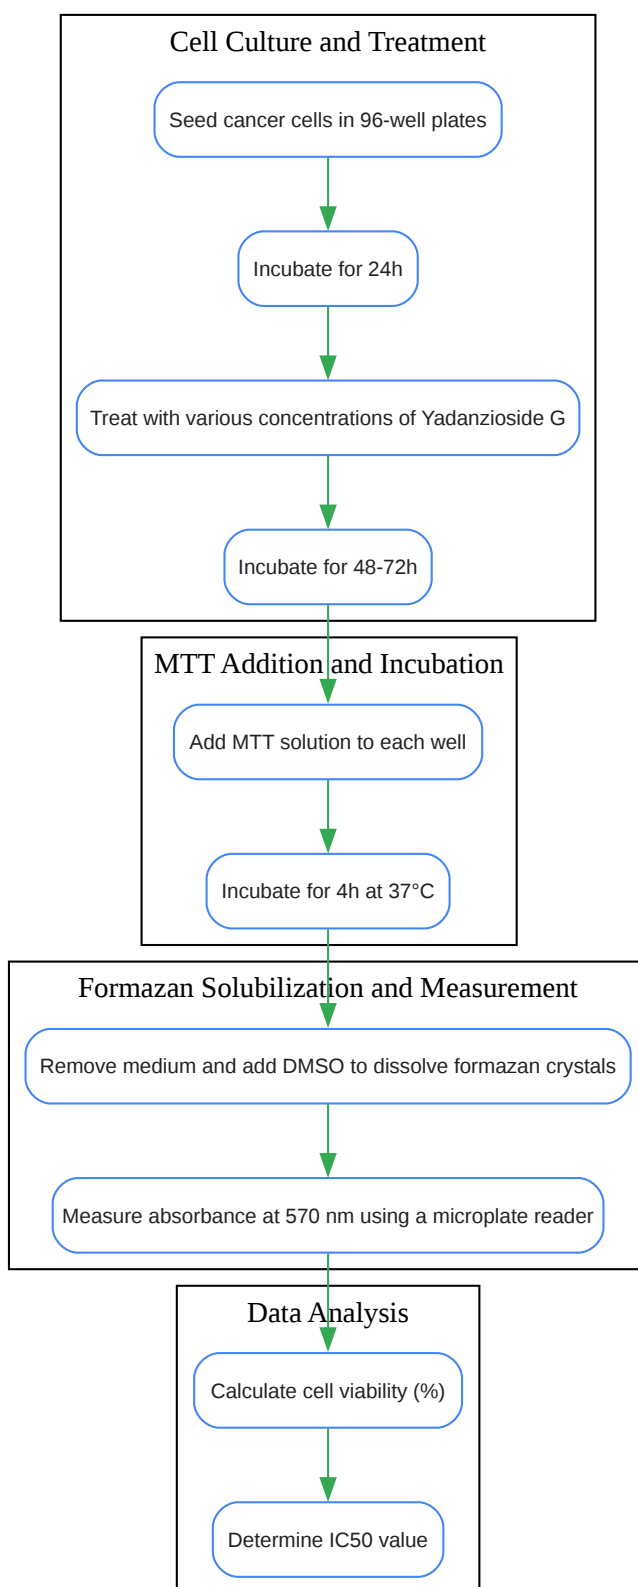 Cell Culture and Treatment
Seed cancer cells in 96-well plates
Incubate for 24h
Treat with various concentrations of Yadanzioside G
Incubate for 48-72h
MTT Addition and Incubation
Add MTT solution to each well
Incubate for 4h at 37°C
Formazan Solubilization and Measurement
Remove medium and add DMSO to dissolve formazan crystals
Measure absorbance at 570 nm using a microplate reader
Data Analysis
Calculate cell viability (%)
Determine IC50 value